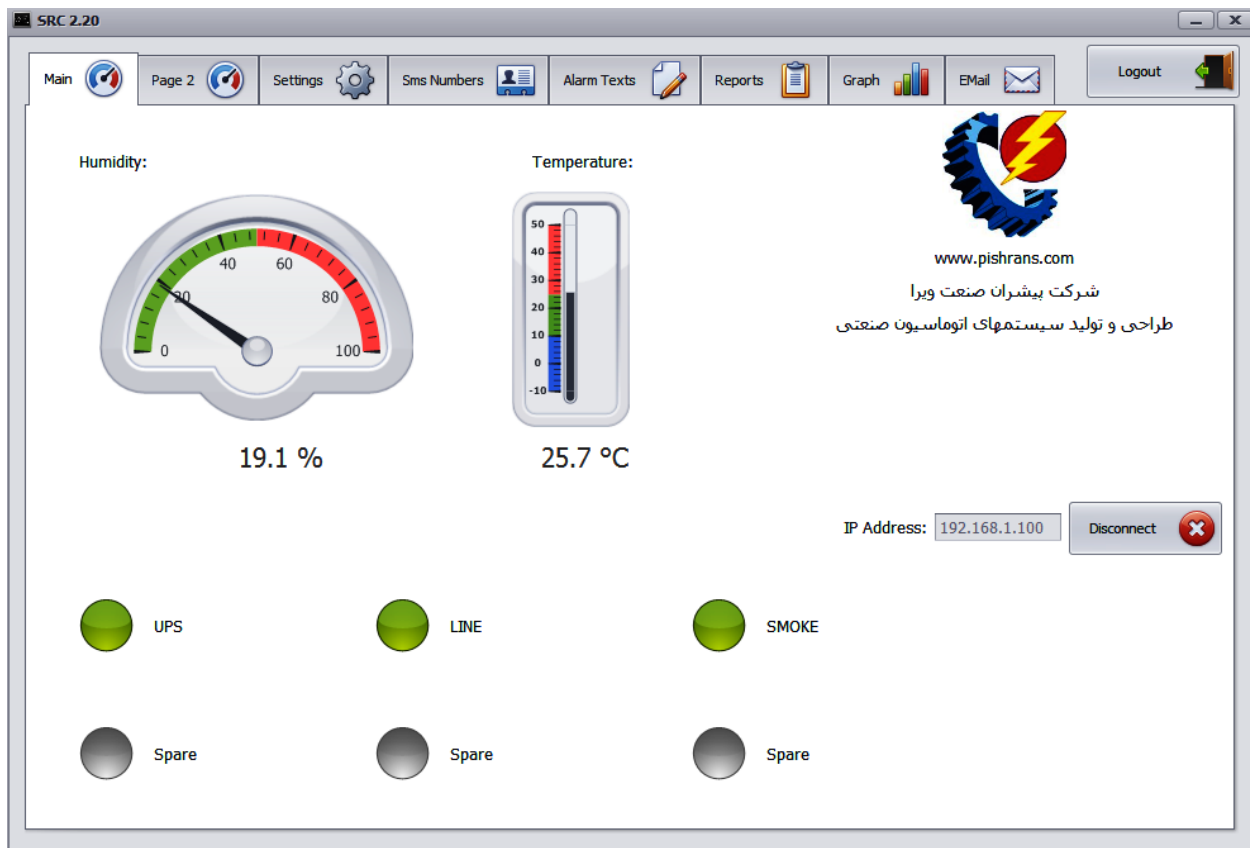 SRC 2.20
Main
Page 2
Settings
Sms Numbers
Alarm Texts
Reports
Graph
EMail
Logout
Humidity:
Temperature:
0
20
40
60
80
100
50
40
30
20
10
0
-10
www.pishrans.com
شرکت پیشران صنعت ویرا
طراحی و تولید سیستمهای اتوماسیون صنعتی
19.1 %
25.7 °C
IP Address: 192.168.1.100 Disconnect
UPS
LINE
SMOKE
Spare
Spare
Spare